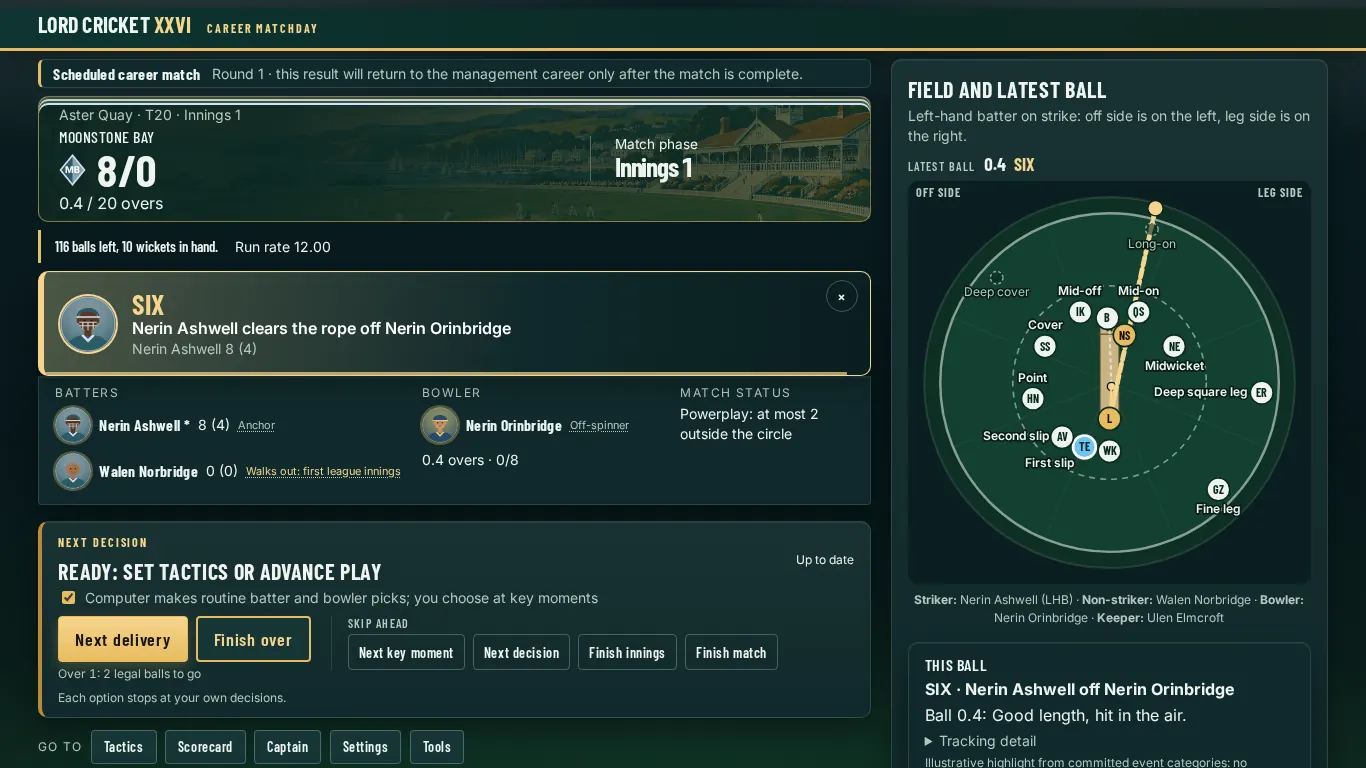 LORD CRICKET XXVI CAREER MATCHDAY
Scheduled career match Round 1 · this result will return to the management career only after the match is complete.
Aster Quay · T20 · Innings 1
MOONSTONE BAY
MB 8/0
0.4 / 20 overs
Match phase
Innings 1
116 balls left, 10 wickets in hand. Run rate 12.00
SIX
Nerin Ashwell clears the rope off Nerin Orinbridge
Nerin Ashwell 8 (4)
×
BATTERS
Nerin Ashwell * 8 (4) Anchor
Walen Norbridge 0 (0) Walks out: first league innings
BOWLER
Nerin Orinbridge Off-spinner
0.4 overs · 0/8
MATCH STATUS
Powerplay: at most 2
outside the circle
NEXT DECISION
READY: SET TACTICS OR ADVANCE PLAY
Up to date
Computer makes routine batter and bowler picks; you choose at key moments
Next delivery
Finish over
Over 1: 2 legal balls to go
SKIP AHEAD
Next key moment
Next decision
Finish innings
Finish match
Each option stops at your own decisions.
GO TO Tactics Scorecard Captain Settings Tools
FIELD AND LATEST BALL
Left-hand batter on strike: off side is on the left, leg side is on
the right.
LATEST BALL 0.4 SIX
OFF SIDE
LEG SIDE
Long-on
Deep cover
Mid-off
Mid-on
IK
B
QS
NS
Cover
SS
NE
Midwicket
Point
HN
Deep square leg
ER
L
Second slip
AV
TE
WK
First slip
GZ
Fine leg
Striker: Nerin Ashwell (LHB) · Non-striker: Walen Norbridge · Bowler:
Nerin Orinbridge · Keeper: Ulen Elmcroft
THIS BALL
SIX · Nerin Ashwell off Nerin Orinbridge
Ball 0.4: Good length, hit in the air.
Tracking detail
Illustrative highlight from committed event categories: no